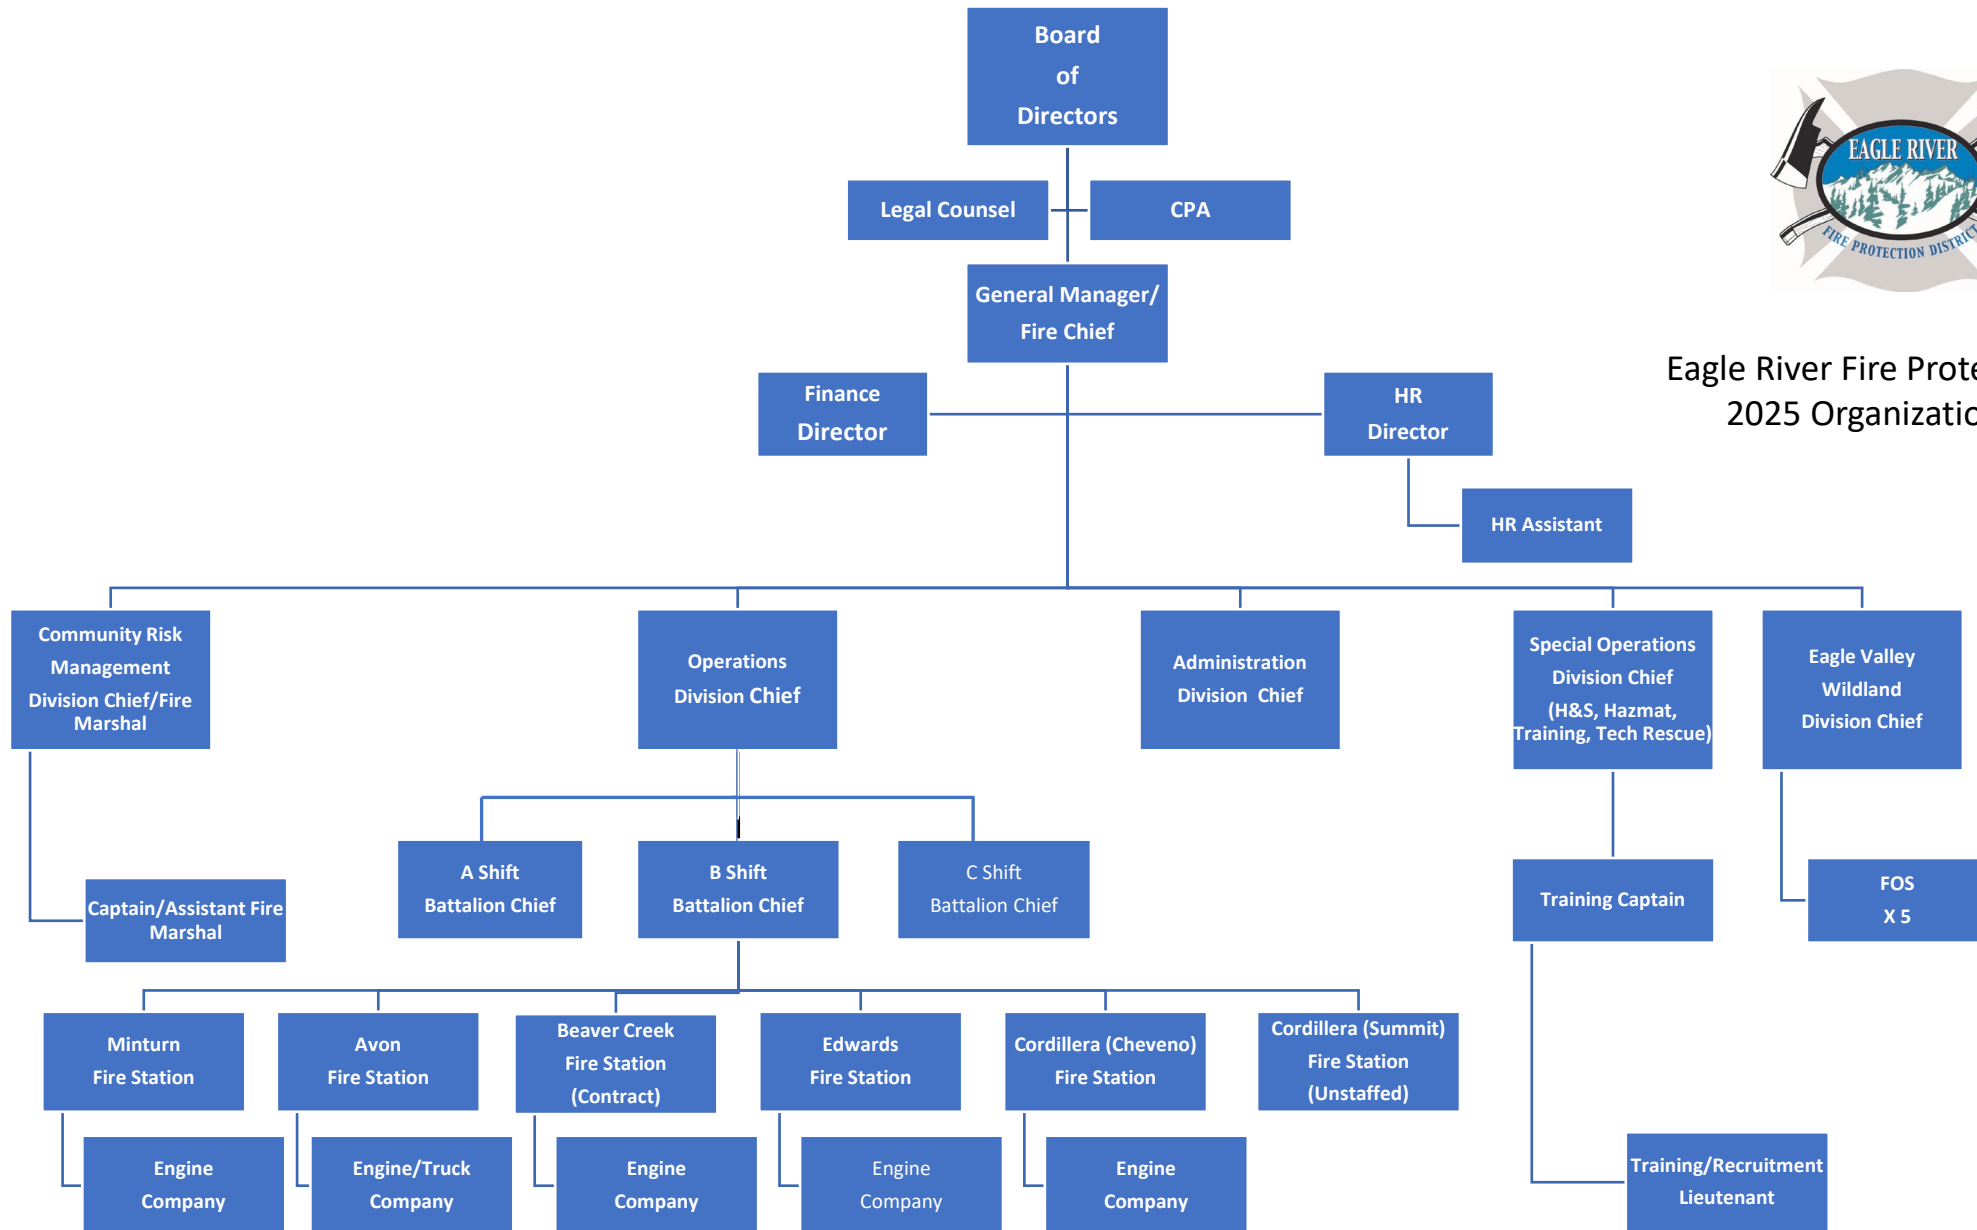 Board
of
Directors
EAGLE RIVER
FIRE PROTECTION DISTRICT
Legal Counsel
CPA
General Manager/
Fire Chief
Eagle River Fire
2025
Finance
Director
HR
Director
HR Assistant
Community Risk
Management
Division Chief/Fire
Marshal
Operations
Division Chief
Administration
Division Chief
Special Operations
Division Chief
(H&S, Hazmat,
Training, Tech Rescue)
Eagle Valley
Wildland
Division Chief
Captain/Assistant Fire
Marshal
A Shift
Battalion Chief
B Shift
Battalion Chief
C Shift
Battalion Chief
Training Captain
FOS
X 5
Minturn
Fire Station
Avon
Fire Station
Beaver Creek
Fire Station
(Contract)
Edwards
Fire Station
Cordillera (Cheveno)
Fire Station
Cordillera (Summit)
Fire Station
(Unstaffed)
Engine
Company
Engine/Truck
Company
Engine
Company
Engine
Company
Engine
Company
Training/Recruitment
Lieutenant